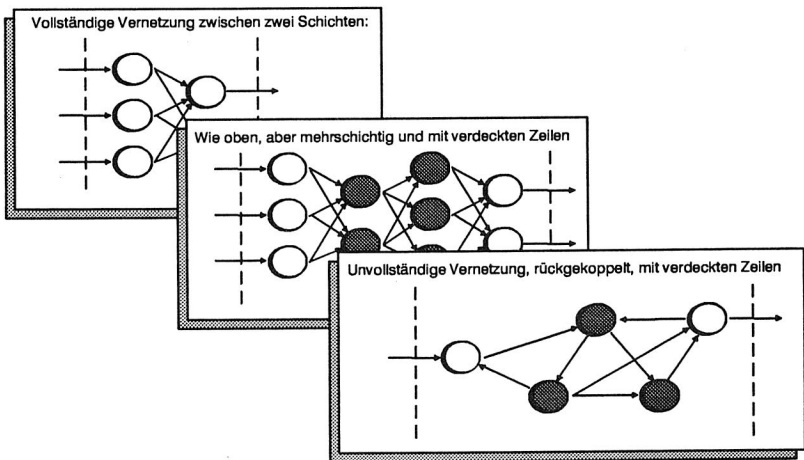 Vollständige Vernetzung zwischen zwei Schichten:
Wie oben, aber mehrschichtig und mit verdeckten Zeilen
Unvollständige Vernetzung, rückgekoppelt, mit verdeckten Zeilen